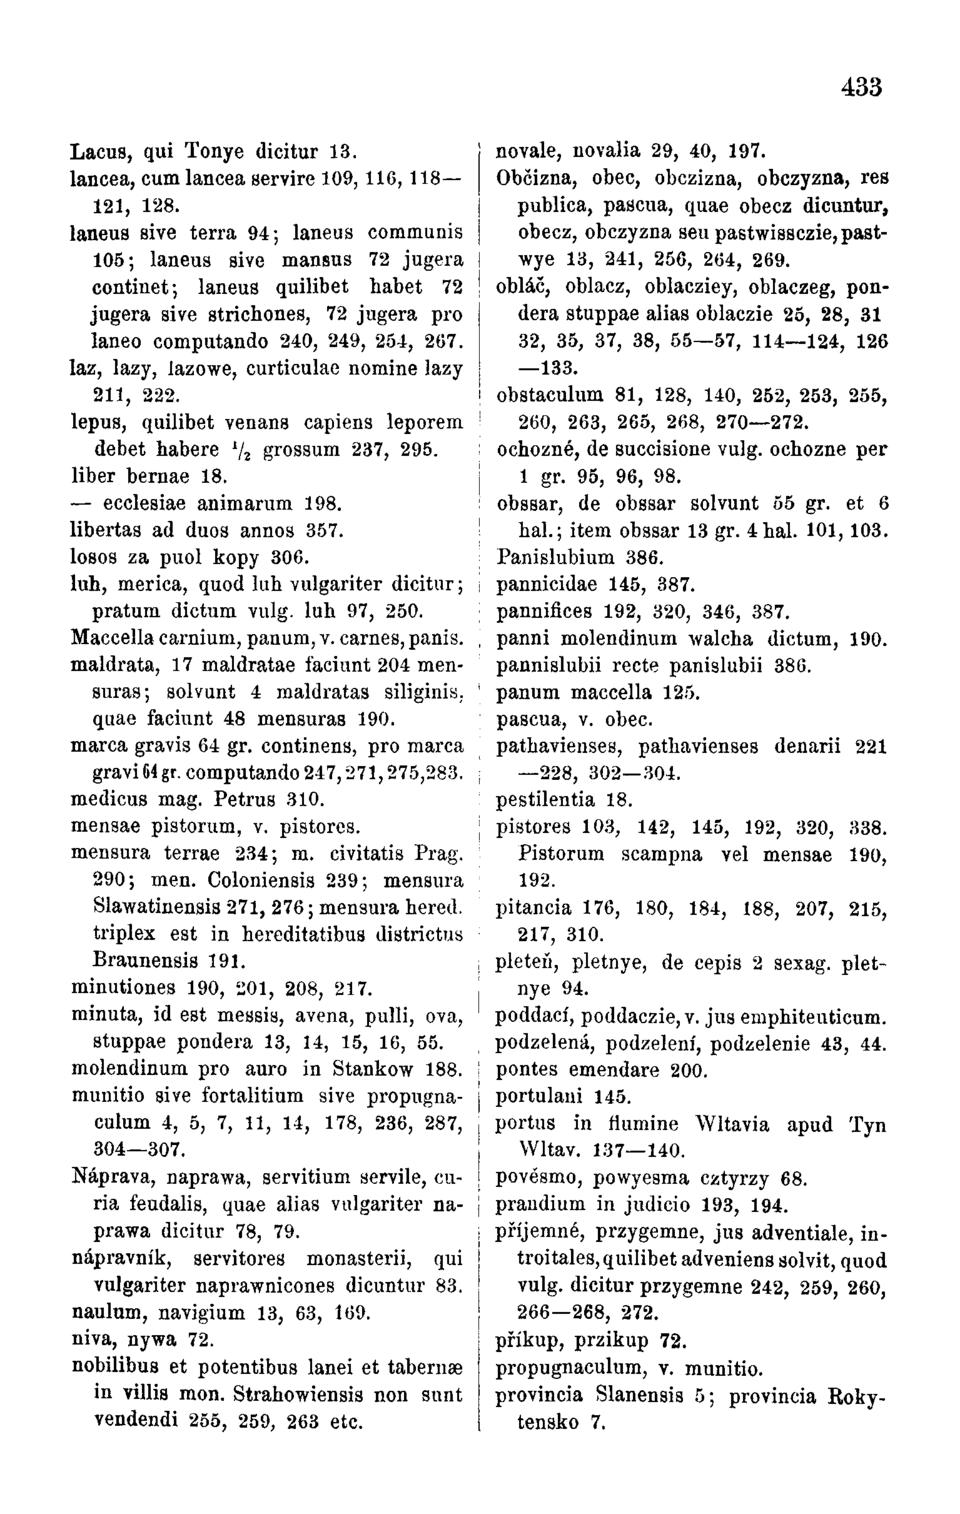 433
Lacus, qui Tonye dicitur 13.
lancea, cum lancea servire 109, 116, 118—
121, 128.
laneus sive terra 94; laneus communis
105; laneus sive mansus 72 jugera
continet; laneus quilibet habet 72
jugera sive strichones, 72 jugera pro
laneo computando 240, 249, 254, 267.
laz, lazy, lazowe, curticulae nomine lazy
211, 222.
lepus, quilibet venans capiens leporem
debet habere ½ grossum 237, 295.
liber bernae 18.
— ecclesiae animarum 198.
libertas ad duos annos 357.
losos za puol kopy 306.
luh, merica, quod luh vulgariter dicitur;
pratum dictum vulg. luh 97, 250.
Maccella carnium, panum, v. carnes, panis.
maldrata, 17 maldratae faciunt 204 men-
suras; solvunt 4 maldratas siliginis,
quae faciunt 48 mensuras 190.
marca gravis 64 gr. continens, pro marca
gravi 64 gr. computando 247, 271, 275, 283.
medicus mag. Petrus 310.
mensae pistorum, v. pistores.
mensura terrae 234; m. civitatis Prag.
290; men. Coloniensis 239; mensura
Slawatinensis 271, 276; mensura hered.
triplex est in hereditatibus districtus
Braunensis 191.
minutiones 190, 201, 208, 217.
minuta, id est messis, avena, pulli, ova,
stuppae pondera 13, 14, 15, 16, 55.
molendinum pro auro in Stankow 188.
munitio sive fortalitium sive propugna-
culum 4, 5, 7, 11, 14, 178, 236, 287,
304—307.
Náprava, naprawa, servitium servile, cu-
ria feudalis, quae alias vulgariter na-
prawa dicitur 78, 79.
nápravník, servitores monasterii, qui
vulgariter naprawnicones dicuntur 83.
naulum, navigium 13, 63, 169.
niva, nywa 72.
nobilibus et potentibus lanei et tabernæ
in villis mon. Strahowiensis non sunt
vendendi 255, 259, 263 etc.
novale, novalia 29, 40, 197.
Občizna, obec, obczizna, obczyzna, res
publica, pascua, quae obecz dicuntur,
obecz, obczyzna seu pastwissczie, past-
wye 13, 241, 256, 264, 269.
obláč, oblacz, oblacziey, oblaczeg, pon-
dera stuppae alias oblaczie 25, 28, 31
32, 35, 37, 38, 55—57, 114—124, 126
—133.
obstaculum 81, 128, 140, 252, 253, 255,
260, 263, 265, 268, 270—272.
ochozné, de succisione vulg. ochozne per
1 gr. 95, 96, 98.
obssar, de obssar solvunt 55 gr. et 6
hal.; item obssar 13 gr. 4 hal. 101, 103.
Panislubium 386.
pannicidae 145, 387.
pannifices 192, 320, 346, 387.
panni molendinum walcha dictum, 190.
pannislubii recte panislubii 386.
panum maccella 125.
pascua, v. obec.
pathavienses, pathavienses denarii 221
—228, 302—304.
pestilentia 18.
pistores 103, 142, 145, 192, 320, 338.
Pistorum scampna vel mensae 190,
192.
pitancia 176, 180, 184, 188, 207, 215,
217, 310.
pleteň, pletnye, de cepis 2 sexag. plet-
nye 94.
poddací, poddaczie, v. jus emphiteuticum.
podzelená, podzelení, podzelenie 43, 44.
pontes emendare 200.
portulani 145.
portus in flumine Wltavia apud Tyn
Wltav. 137—140.
povésmo, powyesma cztyrzy 68.
prandium in judicio 193, 194.
příjemné, przygemne, jus adventiale, in-
troitales, quilibet adveniens solvit, quod
vulg. dicitur przygemne 242, 259, 260,
266—268, 272.
příkup, przikup 72.
propugnaculum, v. munitio.
provincia Slanensis 5; provincia Roky-
tensko 7.